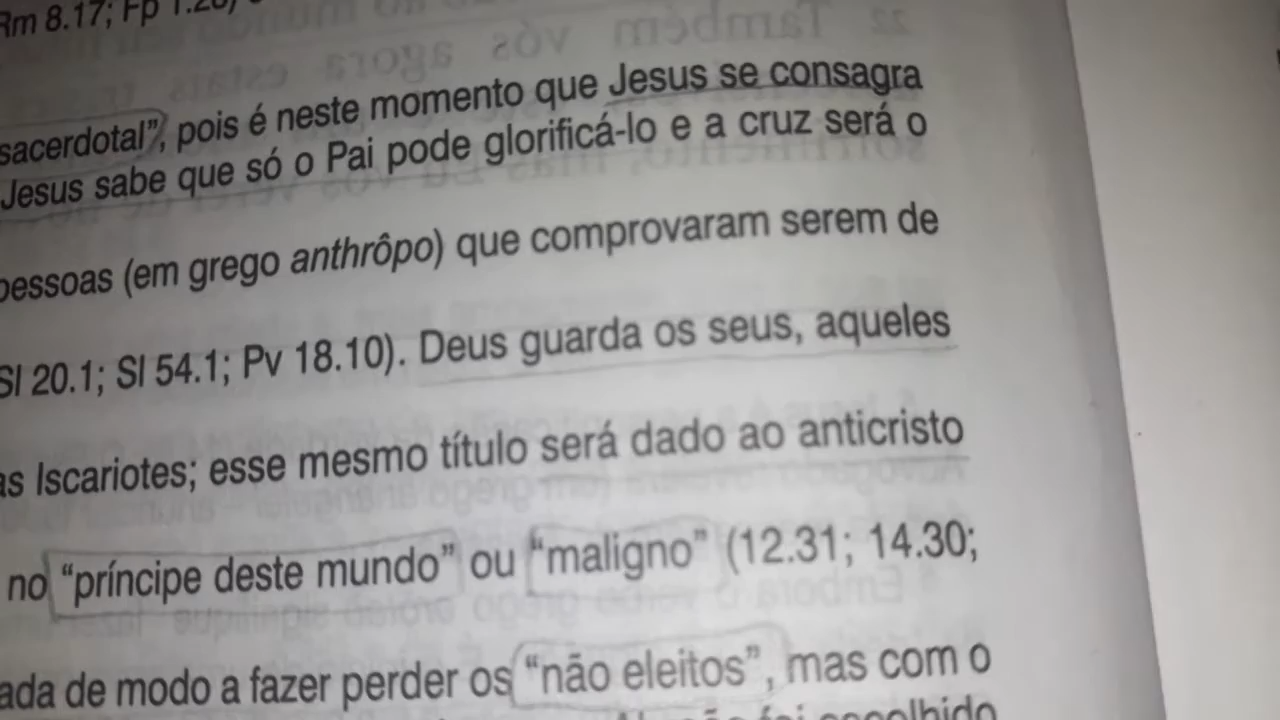 Rm 8.17; Fp 1.20;
sacerdotal”, pois é neste momento que Jesus se consagra
Jesus sabe que só o Pai pode glorificá-lo e a cruz será o
pessoas (em grego anthrôpo) que comprovaram serem de
Sl 20.1; Sl 54.1; Pv 18.10). Deus guarda os seus, aqueles
as Iscariotes; esse mesmo título será dado ao anticristo
no “príncipe deste mundo” ou “maligno” (12.31; 14.30;
ada de modo a fazer perder os “não eleitos”, mas com o
foi escolhido